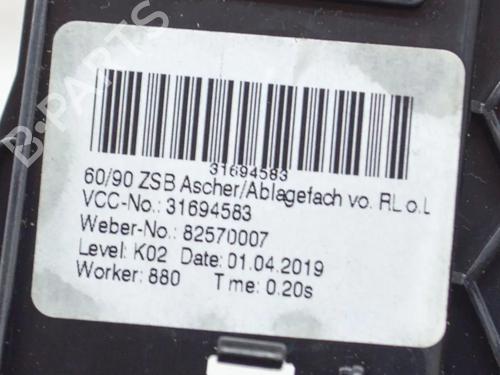 31694583
60/90 ZSB Ascher/Ablagefach vo. RL o.L
VCC-No.: 31694583
Weber-No.: 82570007
Level: K02 Date: 01.04.2019
Worker: 880 T me: 0.20s
B-PARTS